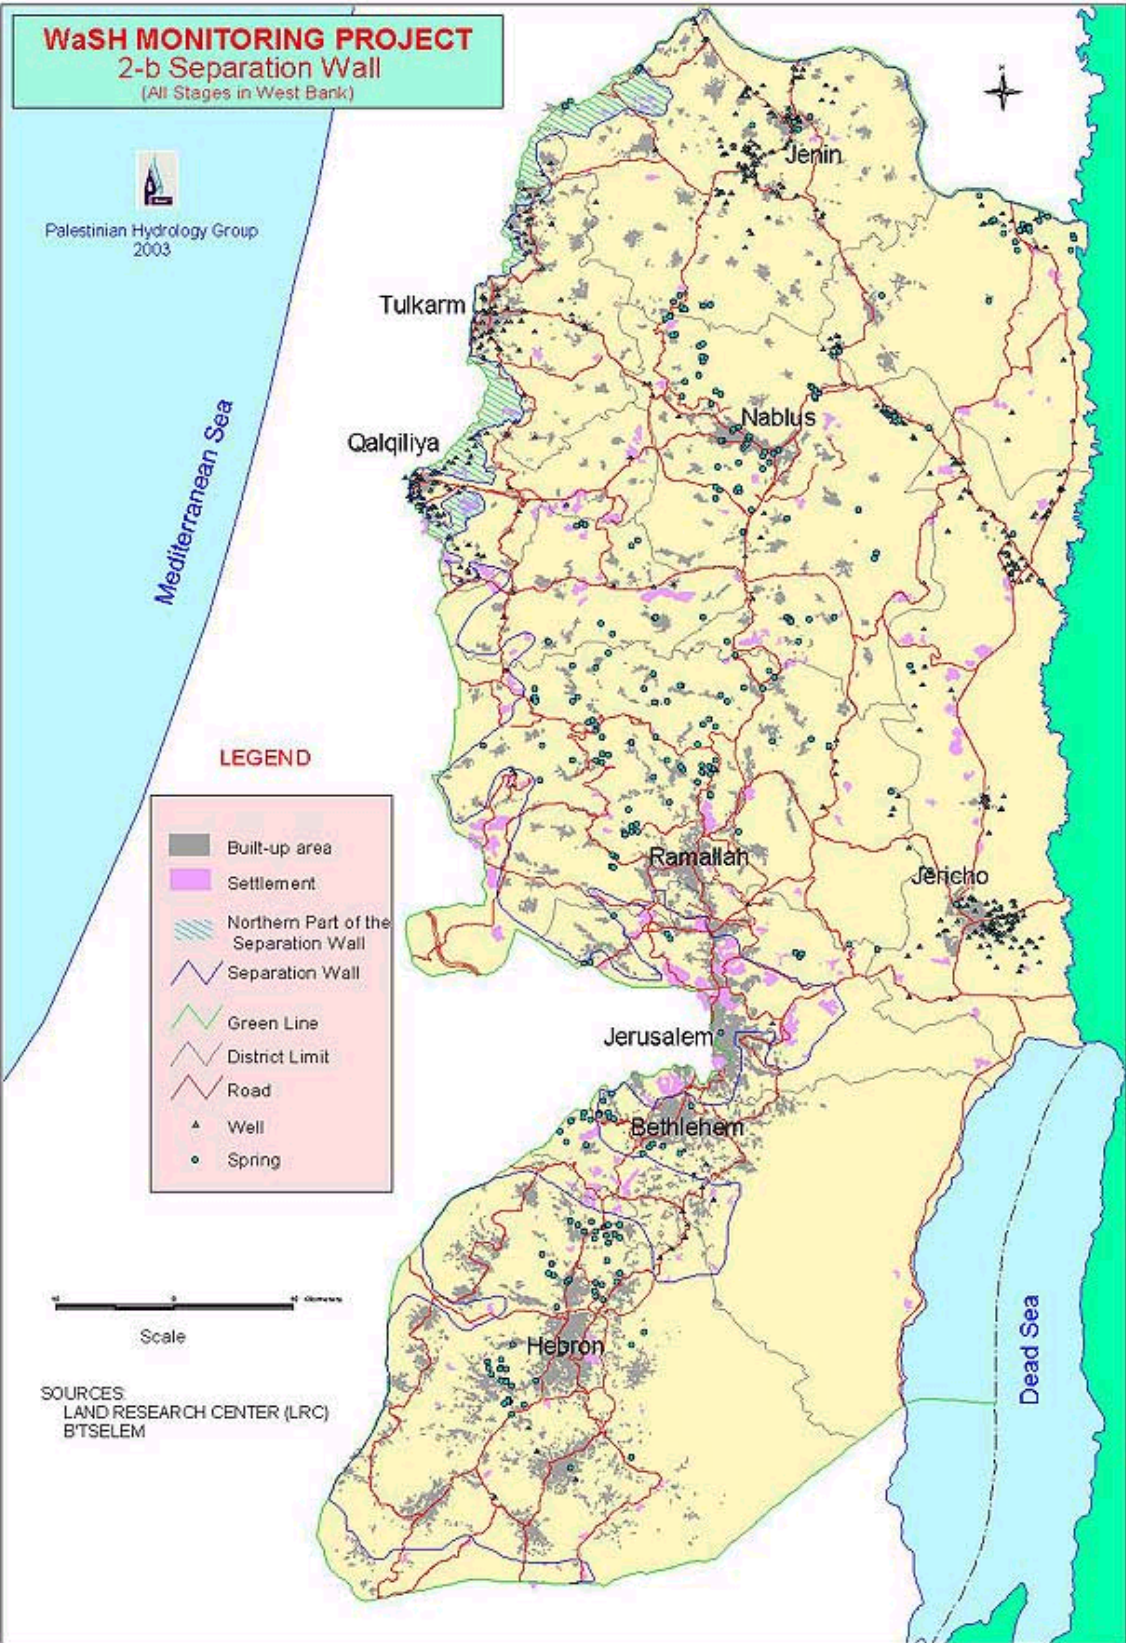 WaSH MONITORING PROJECT
2-b Separation Wall
(All Stages in West Bank)
Palestinian Hydrology Group
2003
Jenin
Tulkarm
Nablus
Qalqiliya
Mediterranean Sea
LEGEND
Built-up area
Settlement
Northern Part of the
Separation Wall
Separation Wall
Green Line
District Limit
Road
Well
Spring
Ramallah
Jericho
Jerusalem
Bethlehem
Hebron
Dead Sea
Scale
SOURCES:
LAND RESEARCH CENTER (LRC)
B'TSELEM